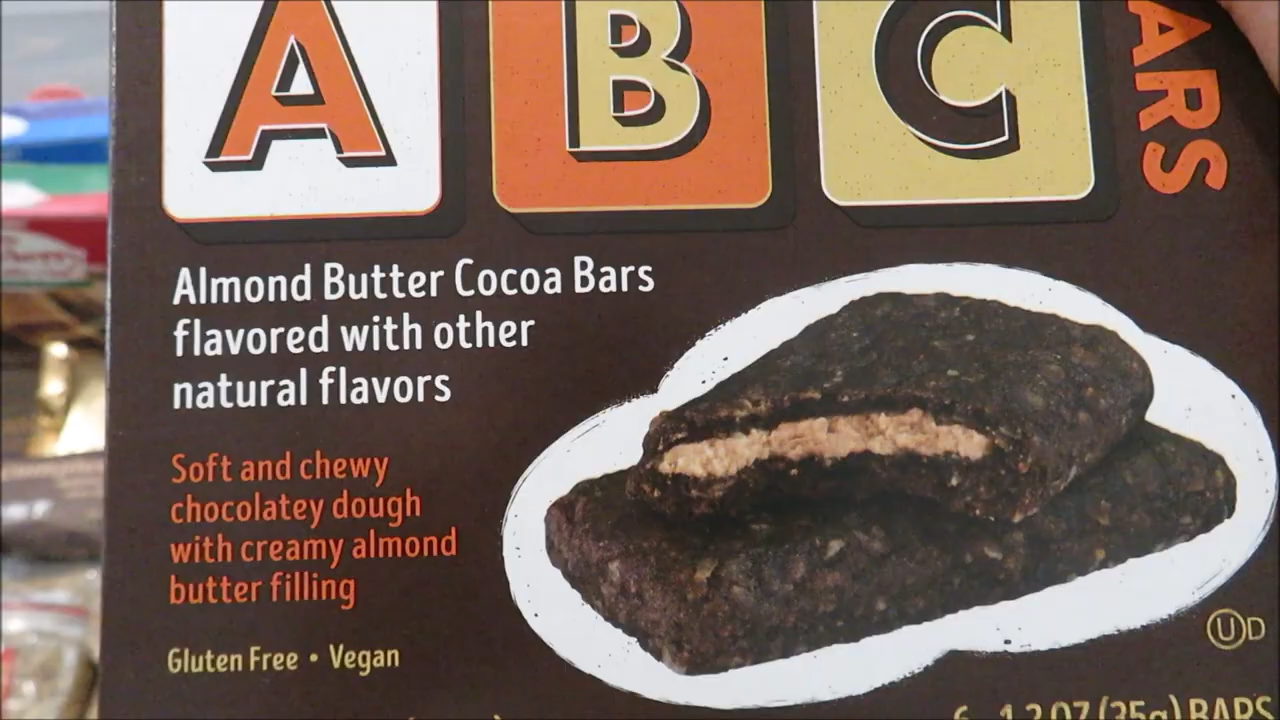 A B C
ARS
Almond Butter Cocoa Bars
flavored with other
natural flavors
Soft and chewy
chocolatey dough
with creamy almond
butter filling
Gluten Free • Vegan
UD
6 - 1.2 OZ (35g) BARS